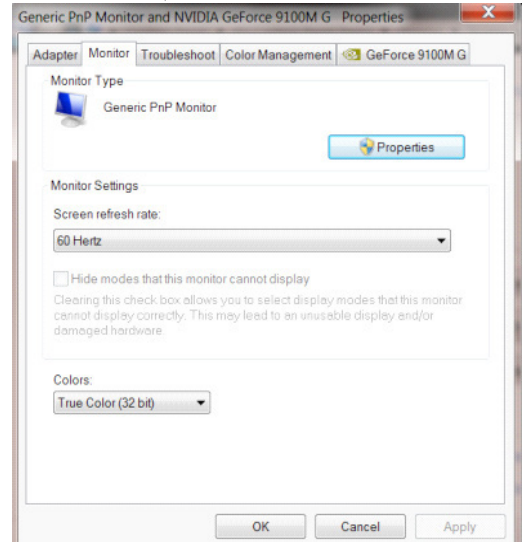 Generic PnP Monitor and NVIDIA GeForce 9100M G Properties
X
Adapter Monitor Troubleshoot Color Management GeForce 9100M G
Monitor Type
Generic PnP Monitor
Properties
Monitor Settings
Screen refresh rate:
60 Hertz
Hide modes that this monitor cannot display
Clearing this check box allows you to select display modes that this monitor
cannot display correctly. This may lead to an unusable display and/or
damaged hardware.
Colors:
True Color (32 bit)
OK Cancel Apply